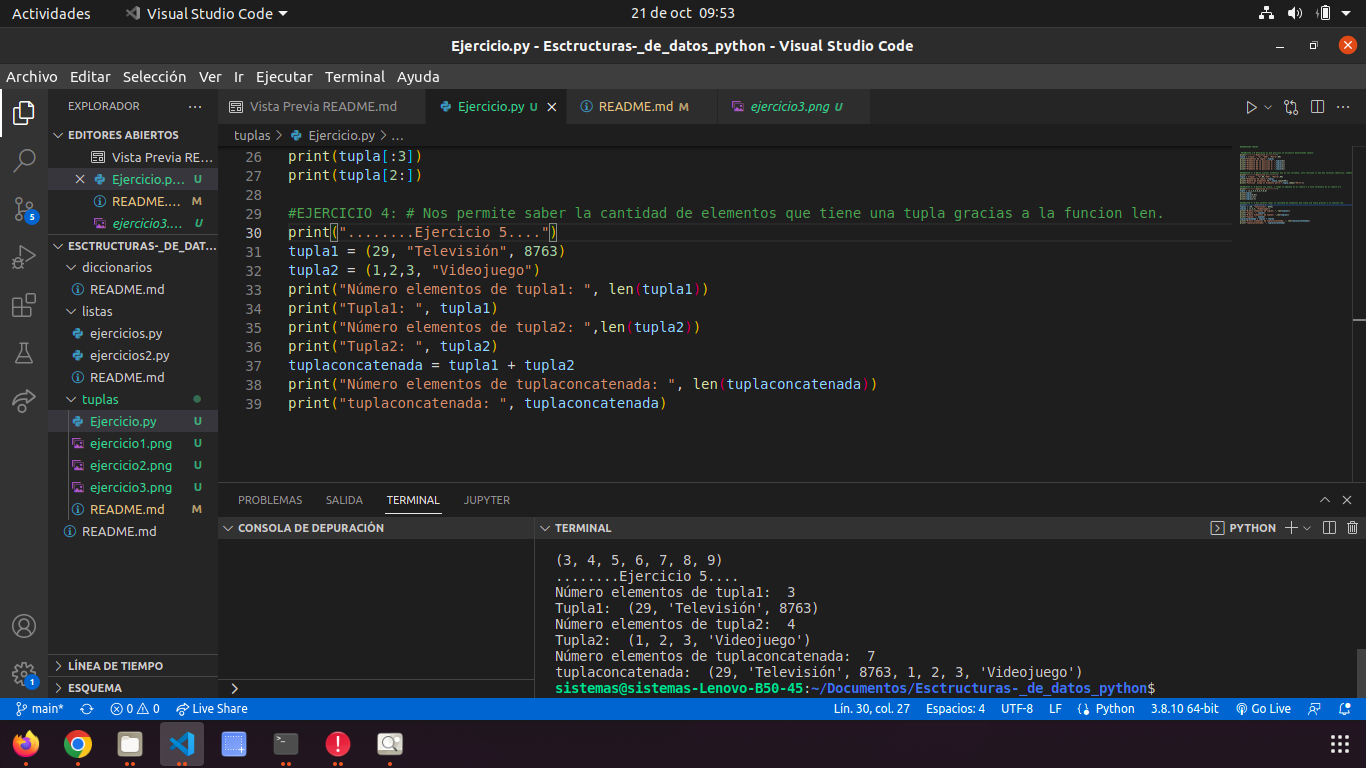 Actividades
Visual Studio Code
21 de oct 09:53
Ejercicio.py - Esctructuras-_de_datos_python - Visual Studio Code
Archivo Editar Selección Ver Ir Ejecutar Terminal Ayuda
EXPLORADOR
EDITORES ABIERTOS
Vista Previa RE...
Ejercicio.p... U
README.... M
ejercicio3.... U
ESCTRUCTURAS-_DE_DAT...
diccionarios
README.md
listas
ejercicios.py
ejercicios2.py
README.md
tuplas
Ejercicio.py U
ejercicio1.png U
ejercicio2.png U
ejercicio3.png U
README.md M
README.md
LÍNEA DE TIEMPO
ESQUEMA
5
1
Vista Previa README.md
Ejercicio.py U
README.md M
ejercicio3.png U
tuplas > Ejercicio.py > ...
26 print(tupla[:3])
27 print(tupla[2:])
28
29 #EJERCICIO 4: # Nos permite saber la cantidad de elementos que tiene una tupla gracias a la funcion len.
30 print("........Ejercicio 5....")
31 tupla1 = (29, "Televisión", 8763)
32 tupla2 = (1,2,3, "Videojuego")
33 print("Número elementos de tupla1: ", len(tupla1))
34 print("Tupla1: ", tupla1)
35 print("Número elementos de tupla2: ",len(tupla2))
36 print("Tupla2: ", tupla2)
37 tuplaconcatenada = tupla1 + tupla2
38 print("Número elementos de tuplaconcatenada: ", len(tuplaconcatenada))
39 print("tuplaconcatenada: ", tuplaconcatenada)
PROBLEMAS SALIDA TERMINAL JUPYTER
CONSOLA DE DEPURACIÓN
TERMINAL
PYTHON
(3, 4, 5, 6, 7, 8, 9)
........Ejercicio 5....
Número elementos de tupla1:  3
Tupla1:  (29, 'Televisión', 8763)
Número elementos de tupla2:  4
Tupla2:  (1, 2, 3, 'Videojuego')
Número elementos de tuplaconcatenada:  7
tuplaconcatenada:  (29, 'Televisión', 8763, 1, 2, 3, 'Videojuego')
sistemas@sistemas-Lenovo-B50-45:~/Documentos/Esctructuras-_de_datos_python$
main* 0 0 Live Share
Lín. 30, col. 27 Espacios: 4 UTF-8 LF Python 3.8.10 64-bit Go Live